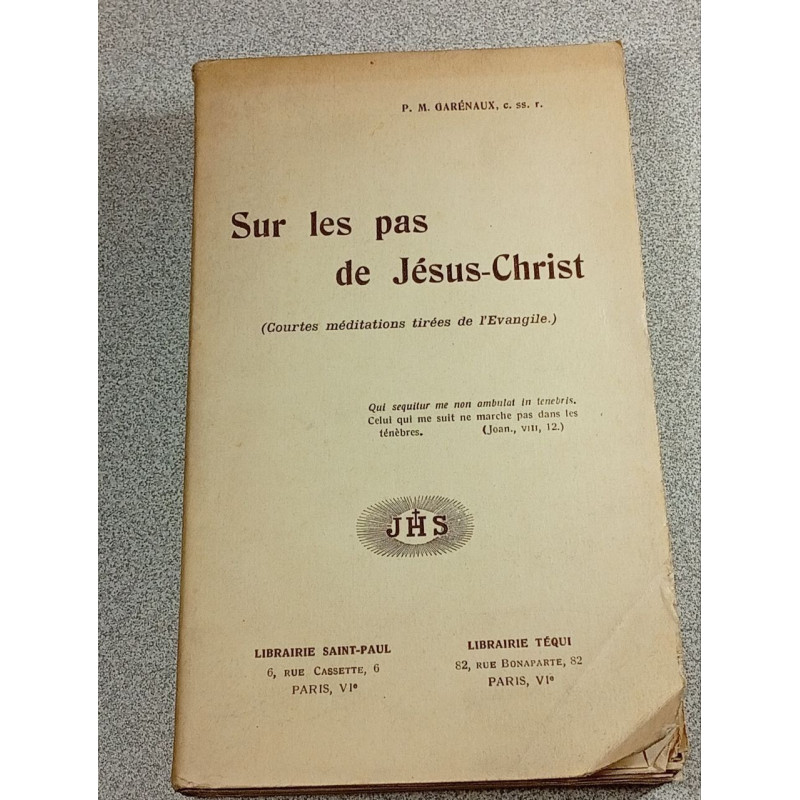 P. M. GARÉNAUX, c. ss. r.
Sur les pas
de Jésus-Christ
(Courtes méditations tirées de l'Evangile.)
Qui sequitur me non ambulat in tenebris.
Celui qui me suit ne marche pas dans les
ténèbres. (Joan., VIII, 12.)
JHS
LIBRAIRIE SAINT-PAUL
6, RUE CASSETTE, 6
PARIS, VIe
LIBRAIRIE TÉQUI
82, RUE BONAPARTE, 82
PARIS, VIe